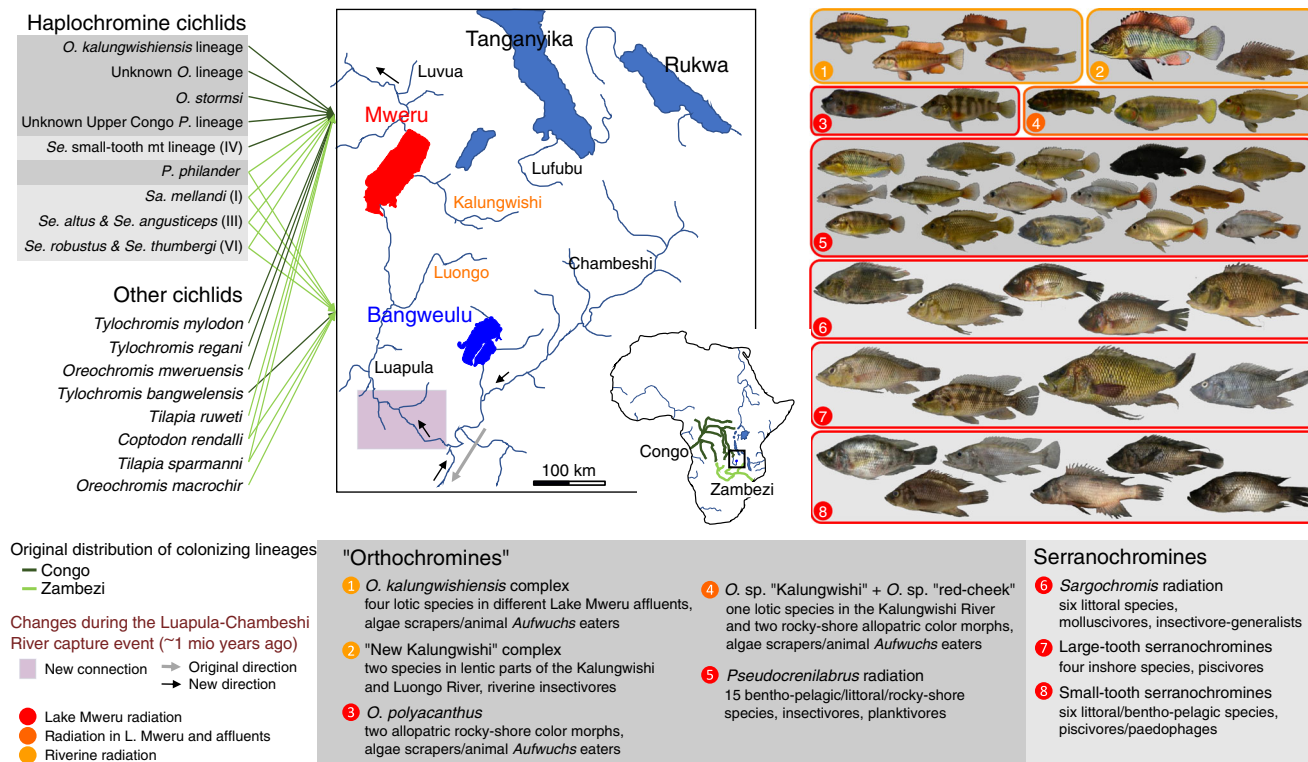 Haplochromine cichlids
O. kalungwishiensis lineage
Unknown O. lineage
O. stormsi
Unknown Upper Congo P. lineage
Se. small-tooth mt lineage (IV)
P. philander
Sa. mellandi (I)
Se. altus & Se. angusticeps (III)
Se. robustus & Se. thumbergi (VI)
Other cichlids
Tylochromis mylodon
Tylochromis regani
Oreochromis mweruensis
Tylochromis bangwelensis
Tilapia ruweti
Coptodon rendalli
Tilapia sparmanni
Oreochromis macrochir
Tanganyika
Rukwa
Luvua
Mweru
Lufubu
Kalungwishi
Chambeshi
Luongo
Bangweulu
Luapula
100 km
Congo
Zambezi
1
2
3
4
5
6
7
8
Original distribution of colonizing lineages
Congo
Zambezi
Changes during the Luapula-Chambeshi
River capture event (~1 mio years ago)
New connection
Original direction
New direction
Lake Mweru radiation
Radiation in L. Mweru and affluents
Riverine radiation
"Orthochromines"
1 O. kalungwishiensis complex
four lotic species in different Lake Mweru affluents,
algae scrapers/animal Aufwuchs eaters
2 "New Kalungwishi" complex
two species in lentic parts of the Kalungwishi
and Luongo River, riverine insectivores
3 O. polyacanthus
two allopatric rocky-shore color morphs,
algae scrapers/animal Aufwuchs eaters
4 O. sp. "Kalungwishi" + O. sp. "red-cheek"
one lotic species in the Kalungwishi River
and two rocky-shore allopatric color morphs,
algae scrapers/animal Aufwuchs eaters
5 Pseudocrenilabrus radiation
15 bentho-pelagic/littoral/rocky-shore
species, insectivores, planktivores
Serranochromines
6 Sargochromis radiation
six littoral species,
molluscivores, insectivore-generalists
7 Large-tooth serranochromines
four inshore species, piscivores
8 Small-tooth serranochromines
six littoral/bentho-pelagic species,
piscivores/paedophages